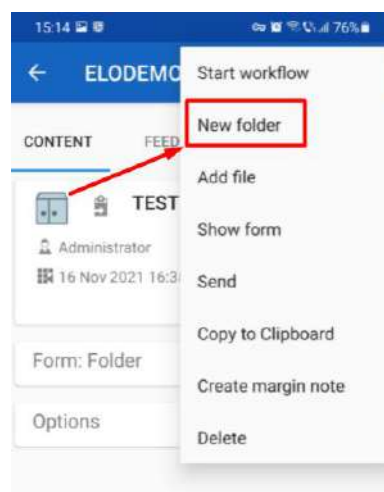 15:14
76%
ELODEMO
CONTENT
FEED
TEST
Administrator
16 Nov 2021 16:3
Form: Folder
Options
Start workflow
New folder
Add file
Show form
Send
Copy to Clipboard
Create margin note
Delete